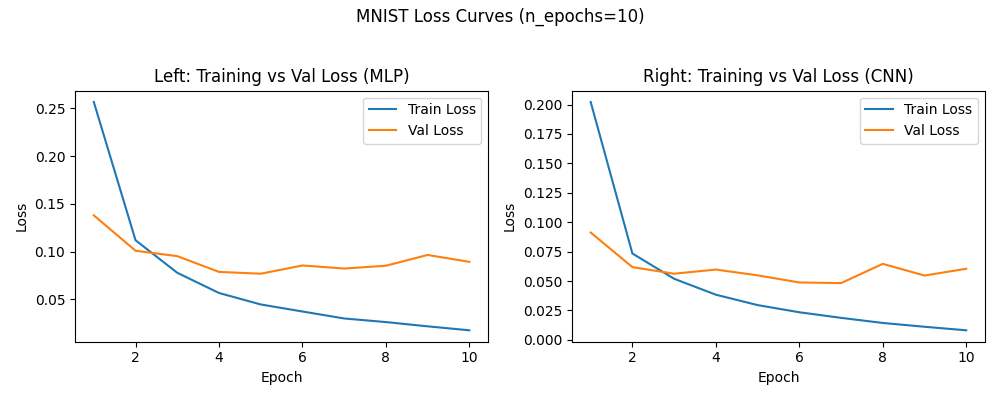 MNIST Loss Curves (n_epochs=10)
Left: Training vs Val Loss (MLP)
Train Loss
Val Loss
0.25
0.20
0.15
0.10
0.05
Loss
2
4
6
8
10
Epoch
Right: Training vs Val Loss (CNN)
Train Loss
Val Loss
0.200
0.175
0.150
0.125
0.100
0.075
0.050
0.025
0.000
Loss
2
4
6
8
10
Epoch